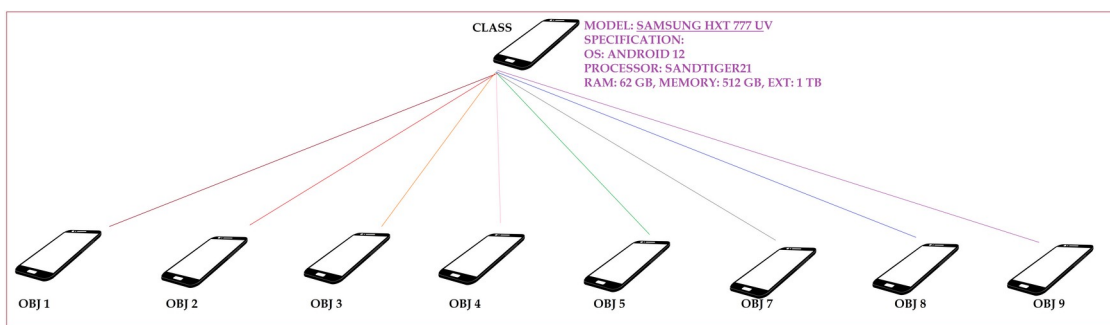 CLASS
MODEL: SAMSUNG HXT 777 UV
SPECIFICATION:
OS: ANDROID 12
PROCESSOR: SANDTIGER21
RAM: 62 GB, MEMORY: 512 GB, EXT: 1 TB
OBJ 1
OBJ 2
OBJ 3
OBJ 4
OBJ 5
OBJ 7
OBJ 8
OBJ 9